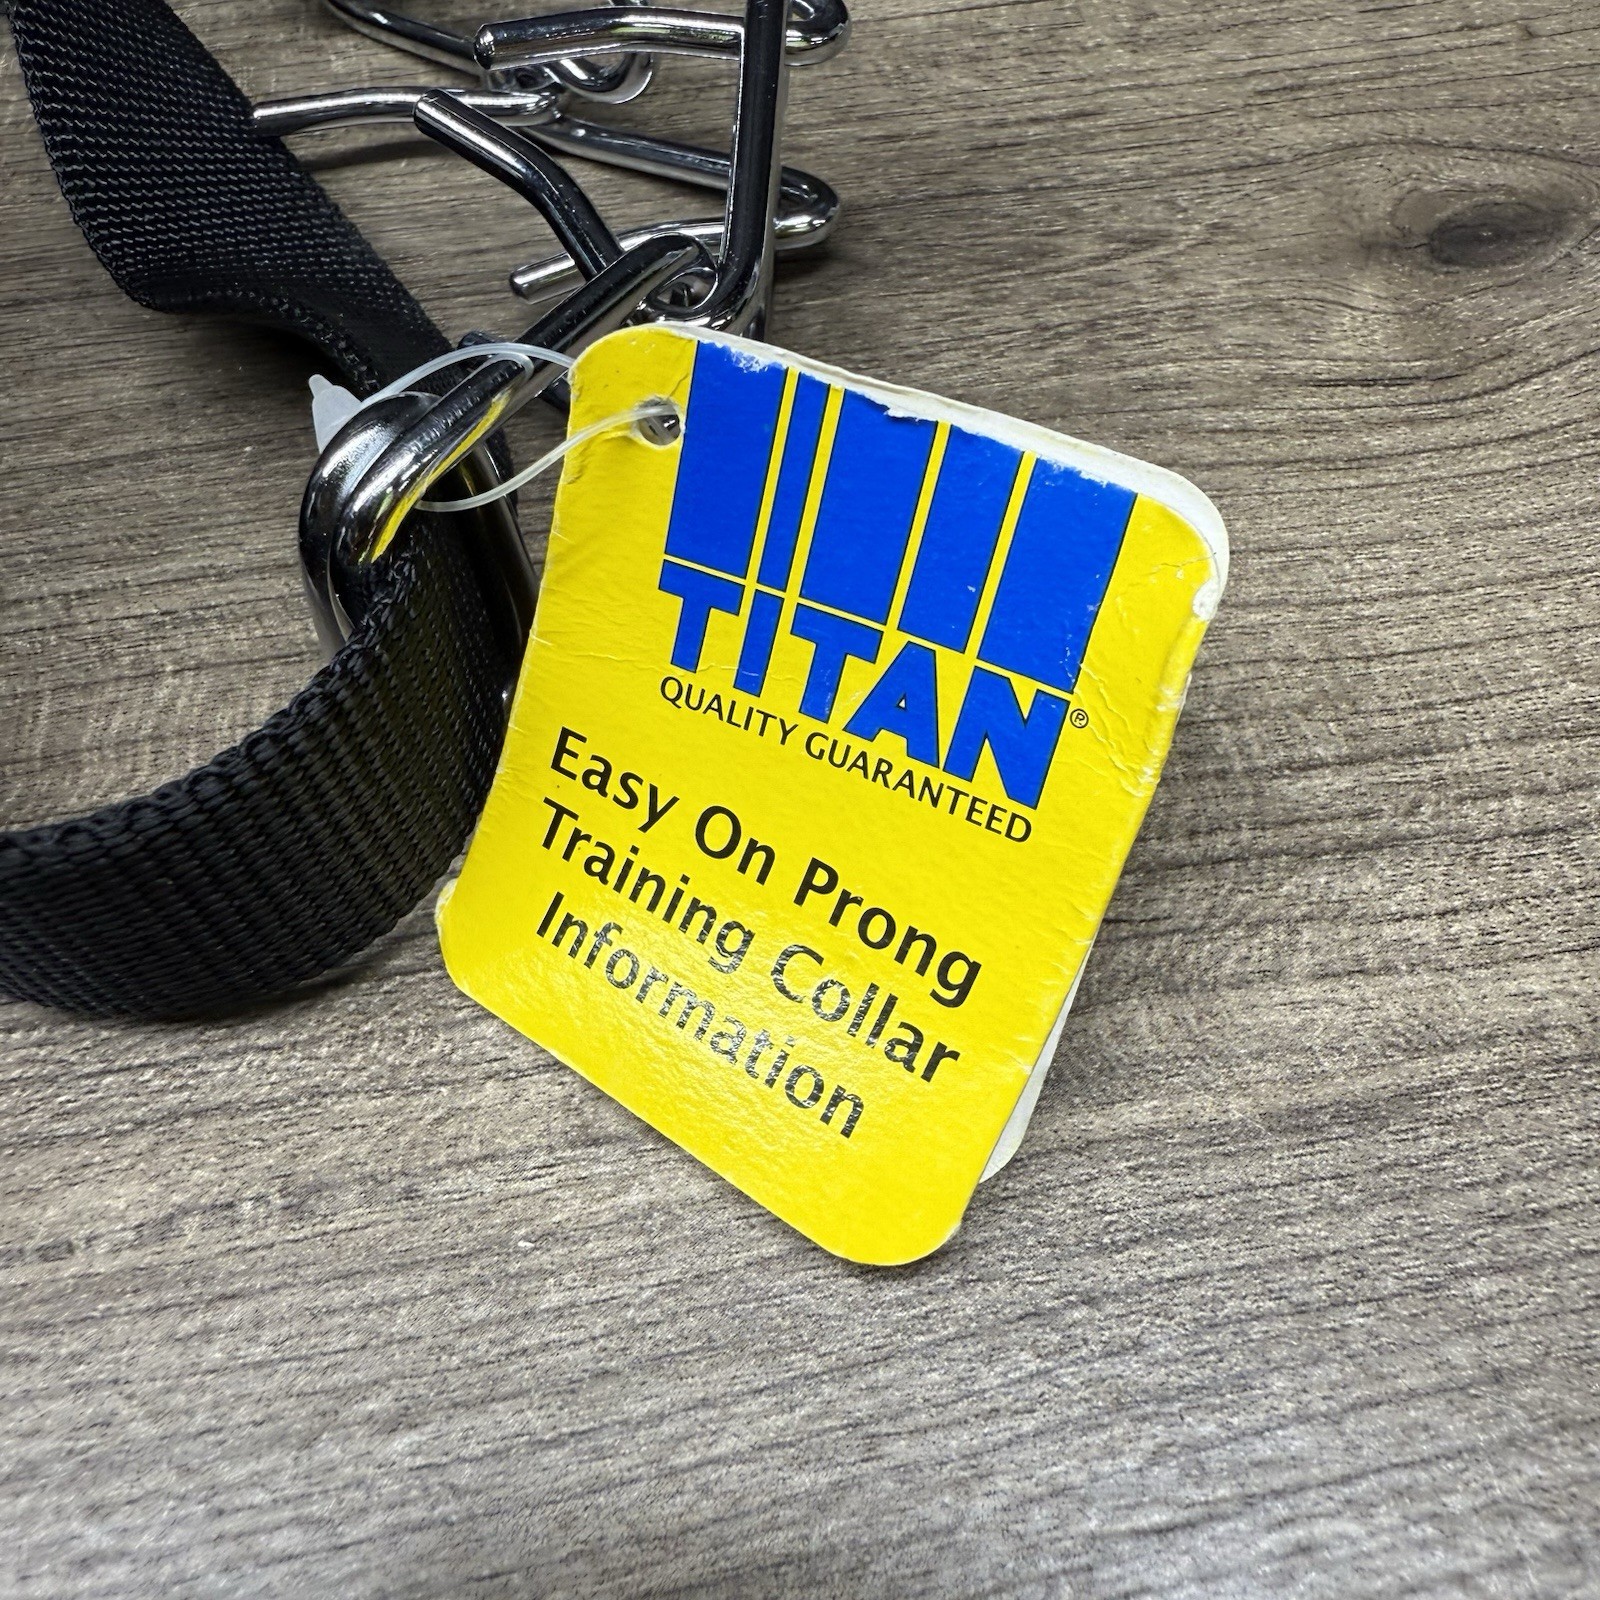 TITAN®
QUALITY GUARANTEED
Easy On Prong
Training Collar
Information